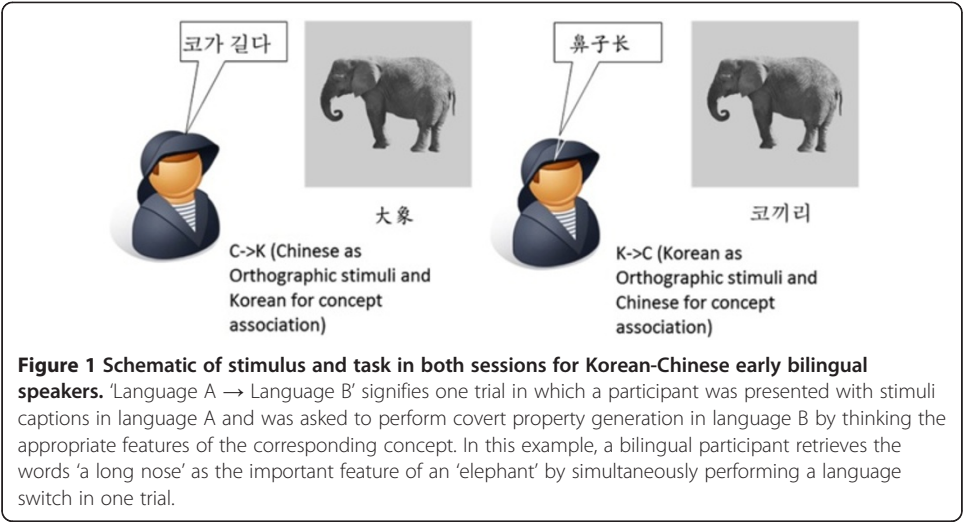 코가 길다
鼻子长
大象
코끼리
C->K (Chinese as
Orthographic stimuli and
Korean for concept
association)
K->C (Korean as
Orthographic stimuli and
Chinese for concept
association)
Figure 1 Schematic of stimulus and task in both sessions for Korean-Chinese early bilingual
speakers. ‘Language A → Language B’ signifies one trial in which a participant was presented with stimuli
captions in language A and was asked to perform covert property generation in language B by thinking the
appropriate features of the corresponding concept. In this example, a bilingual participant retrieves the
words ‘a long nose’ as the important feature of an ‘elephant’ by simultaneously performing a language
switch in one trial.